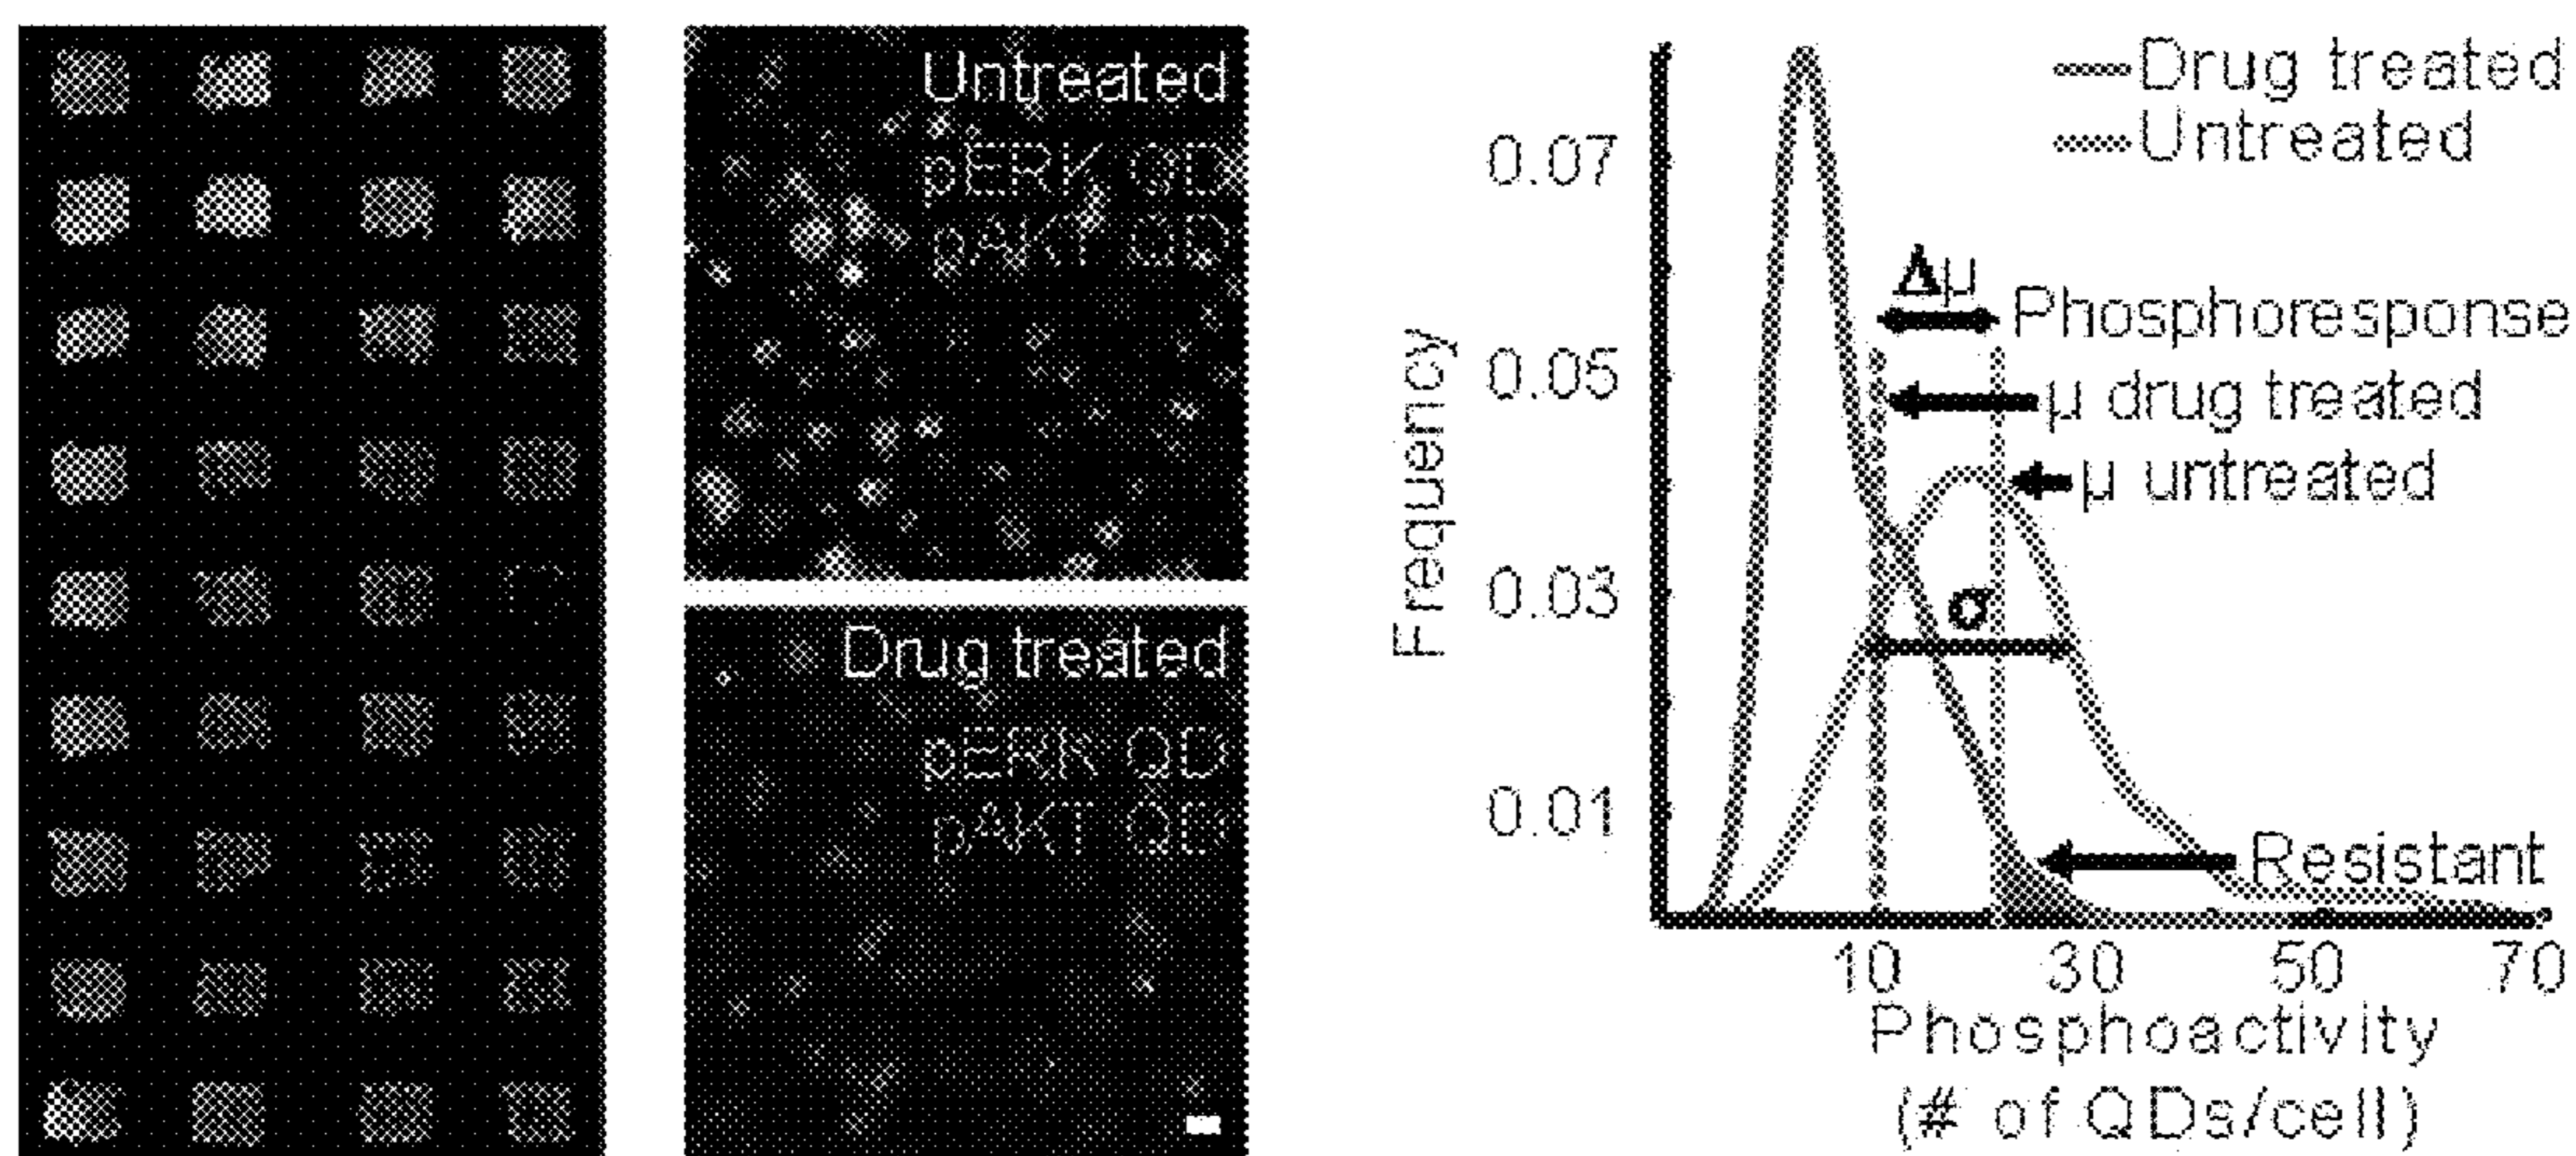 Untreated
pERK QD
pAKT QD
Drug treated
pERK QD
pAKT QD
Drug treated
Untreated
0.07
0.05
0.03
0.01
Frequency
Δμ
Phosphoresponse
μ drug treated
μ untreated
σ
Resistant
10 30 50 70
Phosphoactivity
(# of QDs/cell)